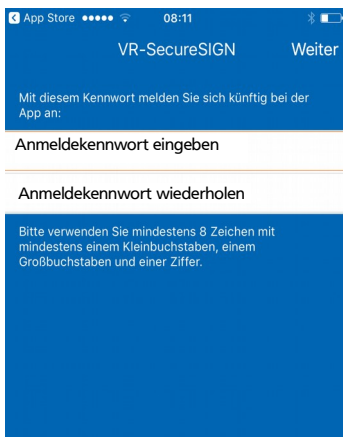 App Store 08:11
VR-SecureSIGN Weiter
Mit diesem Kennwort melden Sie sich künftig bei der
App an:
Anmeldekennwort eingeben
Anmeldekennwort wiederholen
Bitte verwenden Sie mindestens 8 Zeichen mit
mindestens einem Kleinbuchstaben, einem
Großbuchstaben und einer Ziffer.